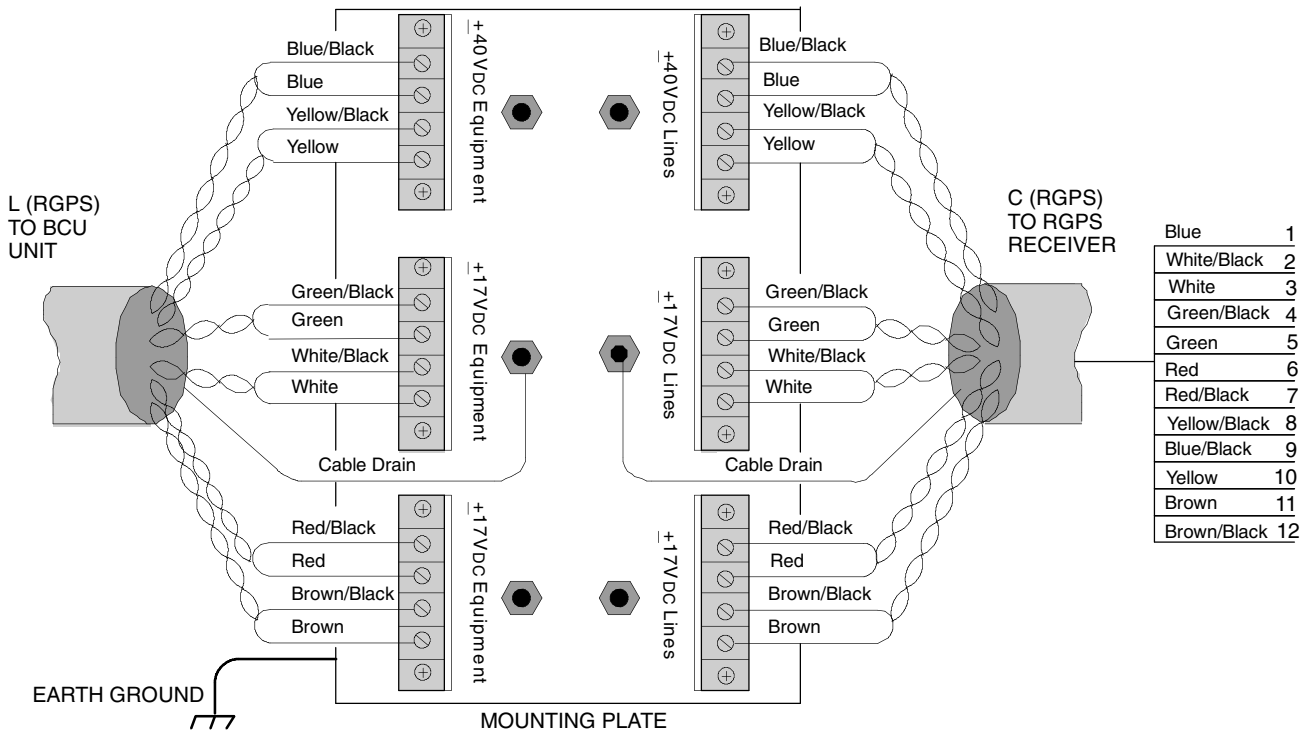 Blue/Black
Blue
Yellow/Black
Yellow
+40VDC Equipment
+40VDC Lines
Blue/Black
Blue
Yellow/Black
Yellow
L (RGPS)
TO BCU
UNIT
C (RGPS)
TO RGPS
RECEIVER
Green/Black
Green
White/Black
White
+17VDC Equipment
+17VDC Lines
Green/Black
Green
White/Black
White
Blue 1
White/Black 2
White 3
Green/Black 4
Green 5
Red 6
Red/Black 7
Yellow/Black 8
Blue/Black 9
Yellow 10
Brown 11
Brown/Black 12
Cable Drain
Cable Drain
Red/Black
Red
Brown/Black
Brown
+17VDC Equipment
+17VDC Lines
Red/Black
Red
Brown/Black
Brown
EARTH GROUND
MOUNTING PLATE